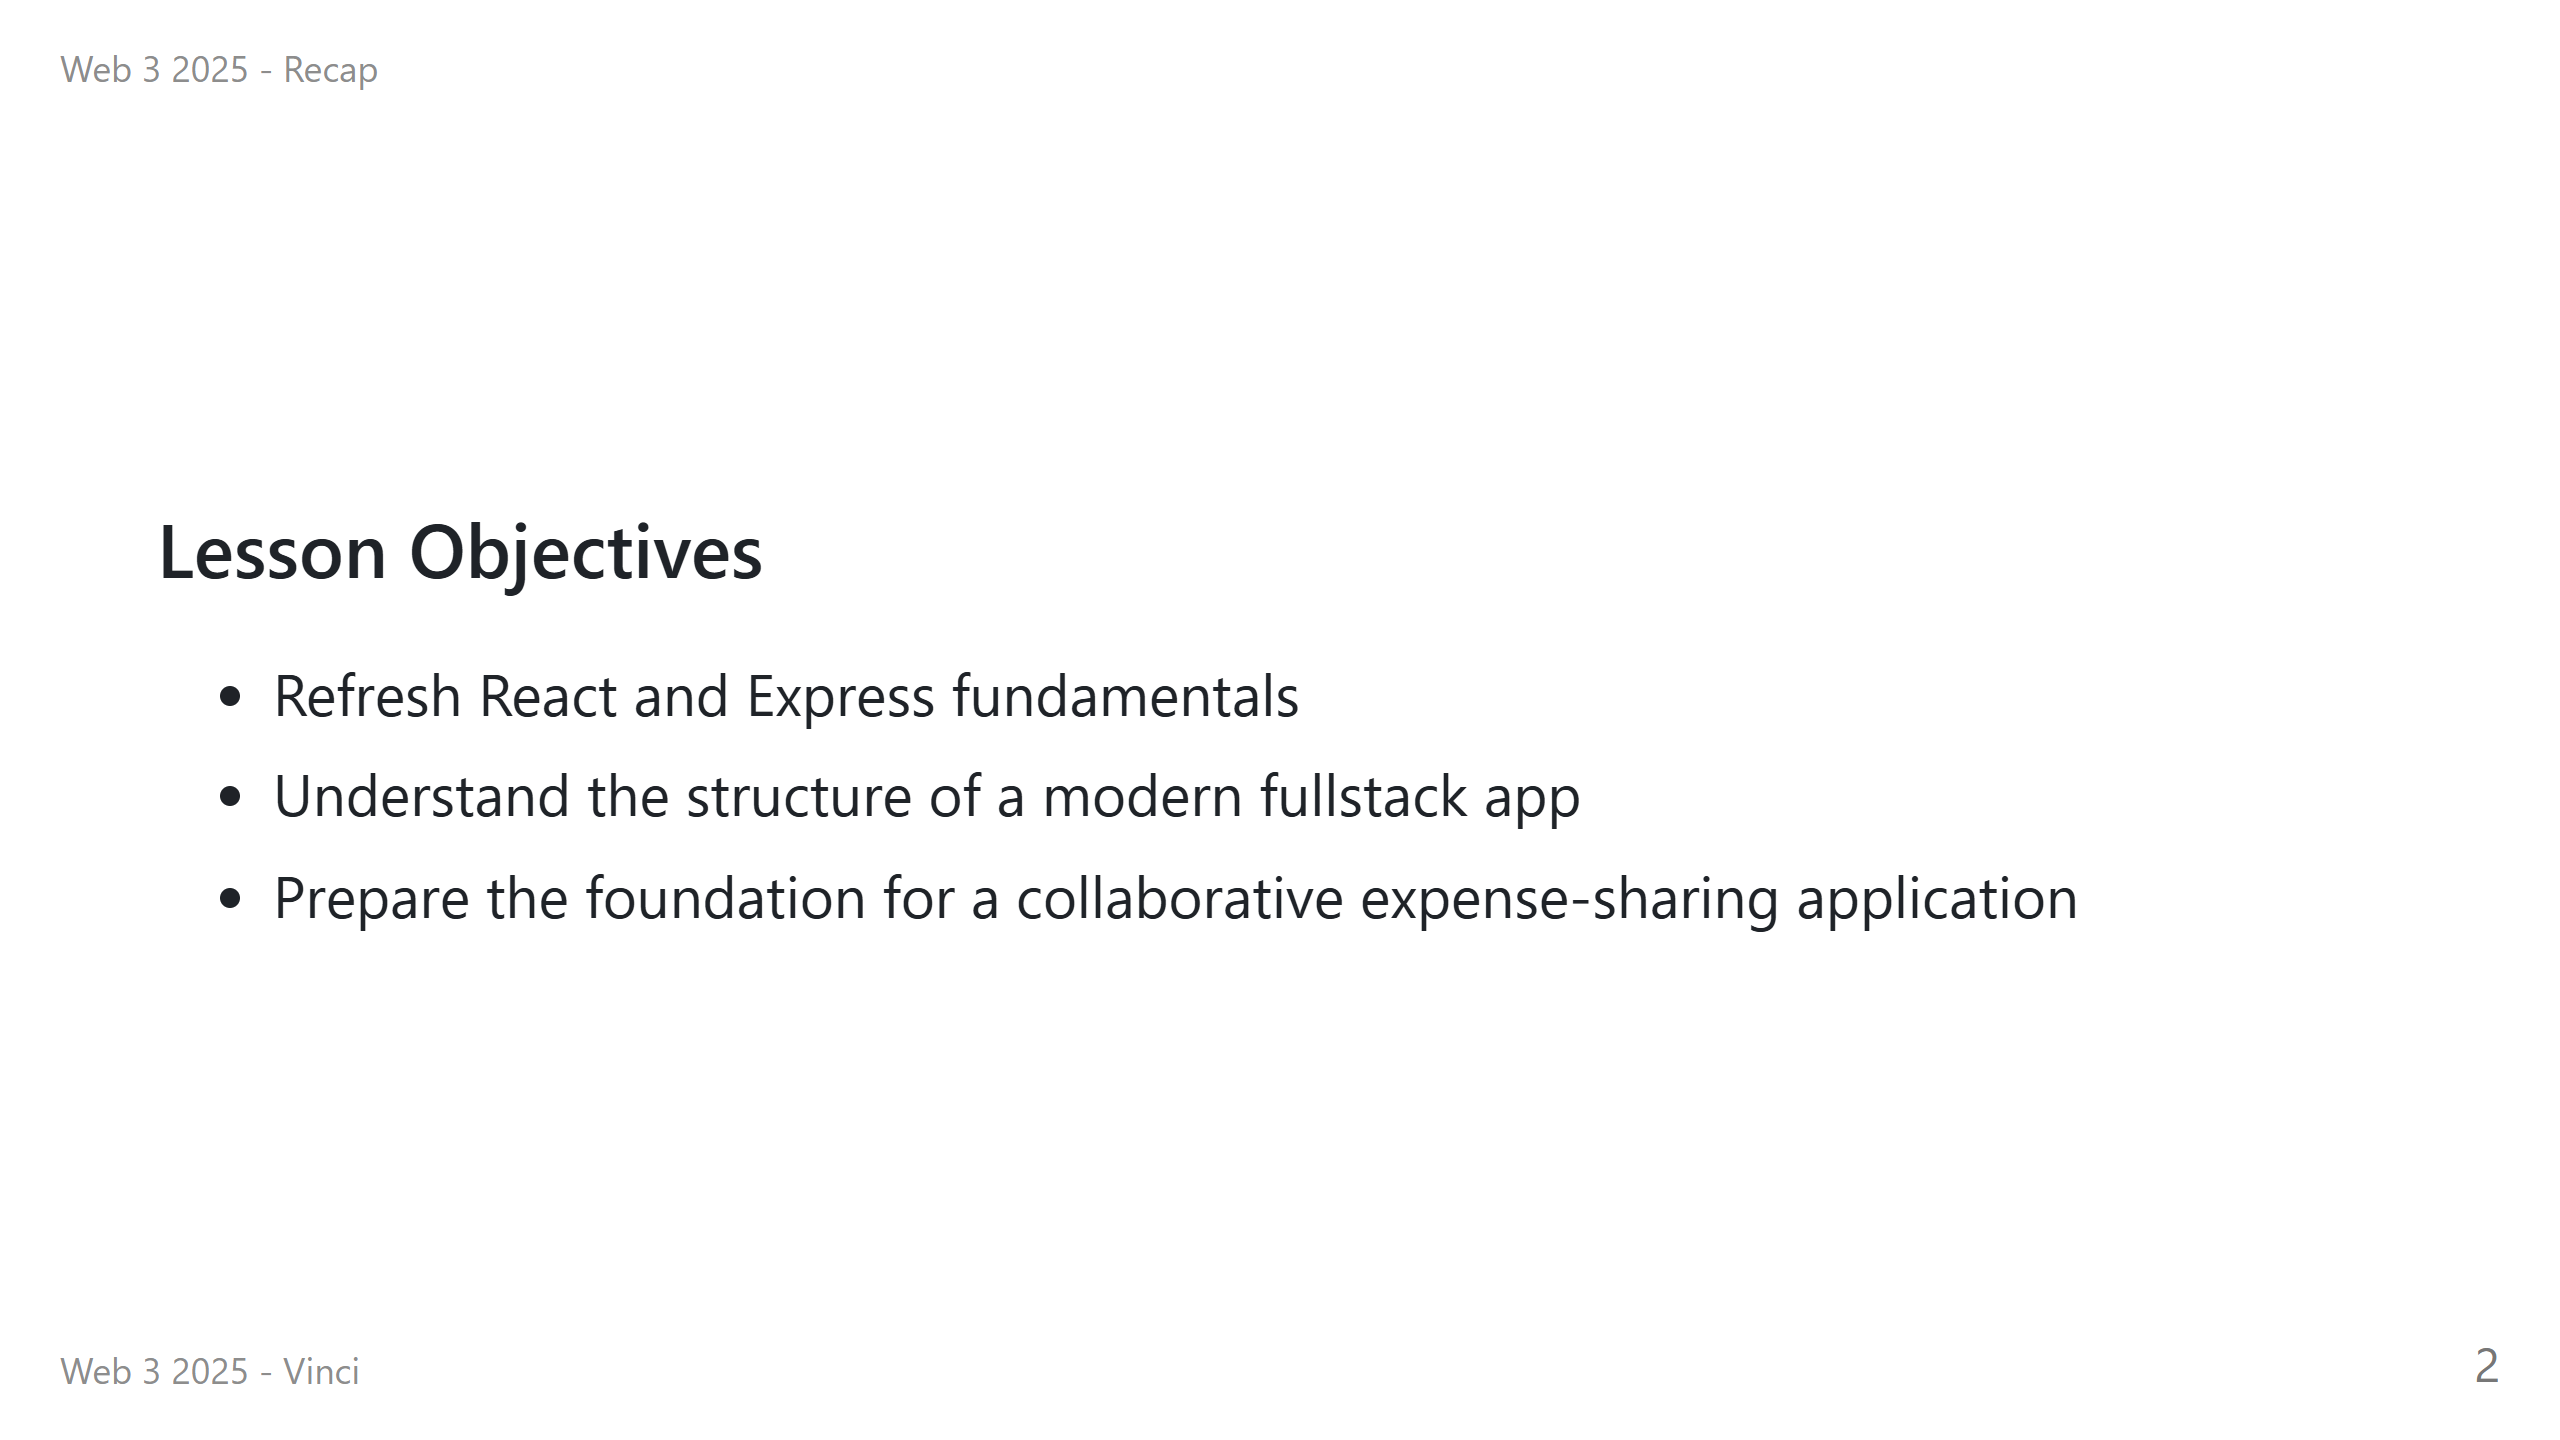 Web 3 2025 - Recap
Lesson Objectives
• Refresh React and Express fundamentals
• Understand the structure of a modern fullstack app
• Prepare the foundation for a collaborative expense-sharing application
Web 3 2025 - Vinci
2